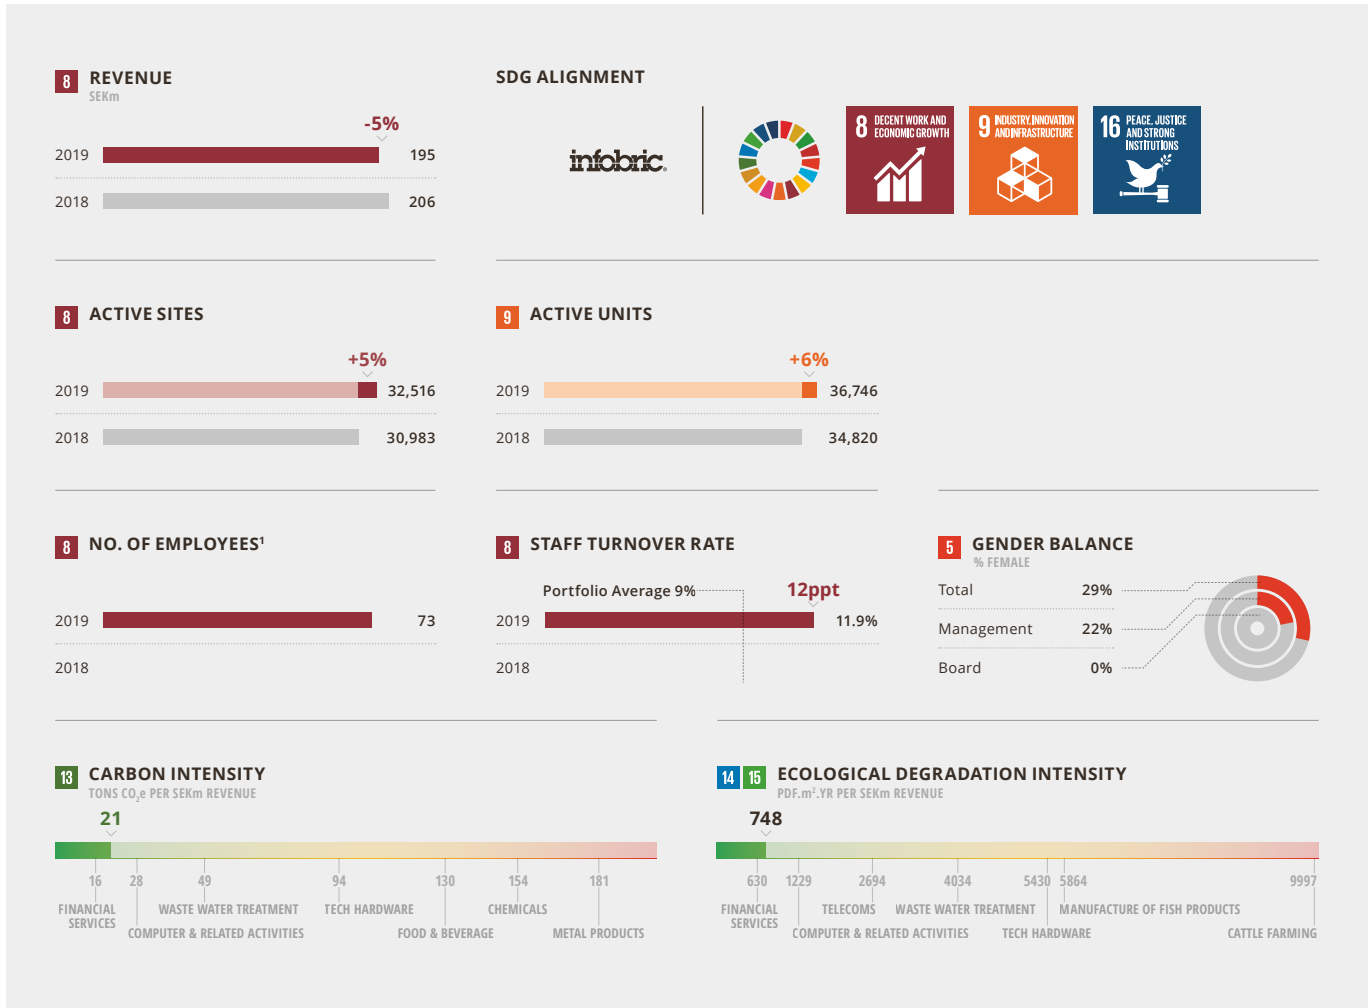 8 REVENUE
SEKm
-5%
2019 195
2018 206
SDG ALIGNMENT
infobric®
8 DECENT WORK AND
ECONOMIC GROWTH
9 INDUSTRY, INNOVATION
AND INFRASTRUCTURE
16 PEACE, JUSTICE
AND STRONG
INSTITUTIONS
8 ACTIVE SITES
+5%
2019 32,516
2018 30,983
9 ACTIVE UNITS
+6%
2019 36,746
2018 34,820
8 NO. OF EMPLOYEES¹
2019 73
2018
8 STAFF TURNOVER RATE
Portfolio Average 9% 12ppt
2019 11.9%
2018
5 GENDER BALANCE
% FEMALE
Total 29%
Management 22%
Board 0%
13 CARBON INTENSITY
TONS CO₂e PER SEKm REVENUE
21
16 28 49 94 130 154 181
FINANCIAL WASTE WATER TREATMENT TECH HARDWARE CHEMICALS
SERVICES
COMPUTER & RELATED ACTIVITIES FOOD & BEVERAGE METAL PRODUCTS
14 15 ECOLOGICAL DEGRADATION INTENSITY
PDF.m².YR PER SEKm REVENUE
748
630 1229 2694 4034 5430 5864 9997
FINANCIAL TELECOMS WASTE WATER TREATMENT MANUFACTURE OF FISH PRODUCTS
SERVICES
COMPUTER & RELATED ACTIVITIES TECH HARDWARE CATTLE FARMING